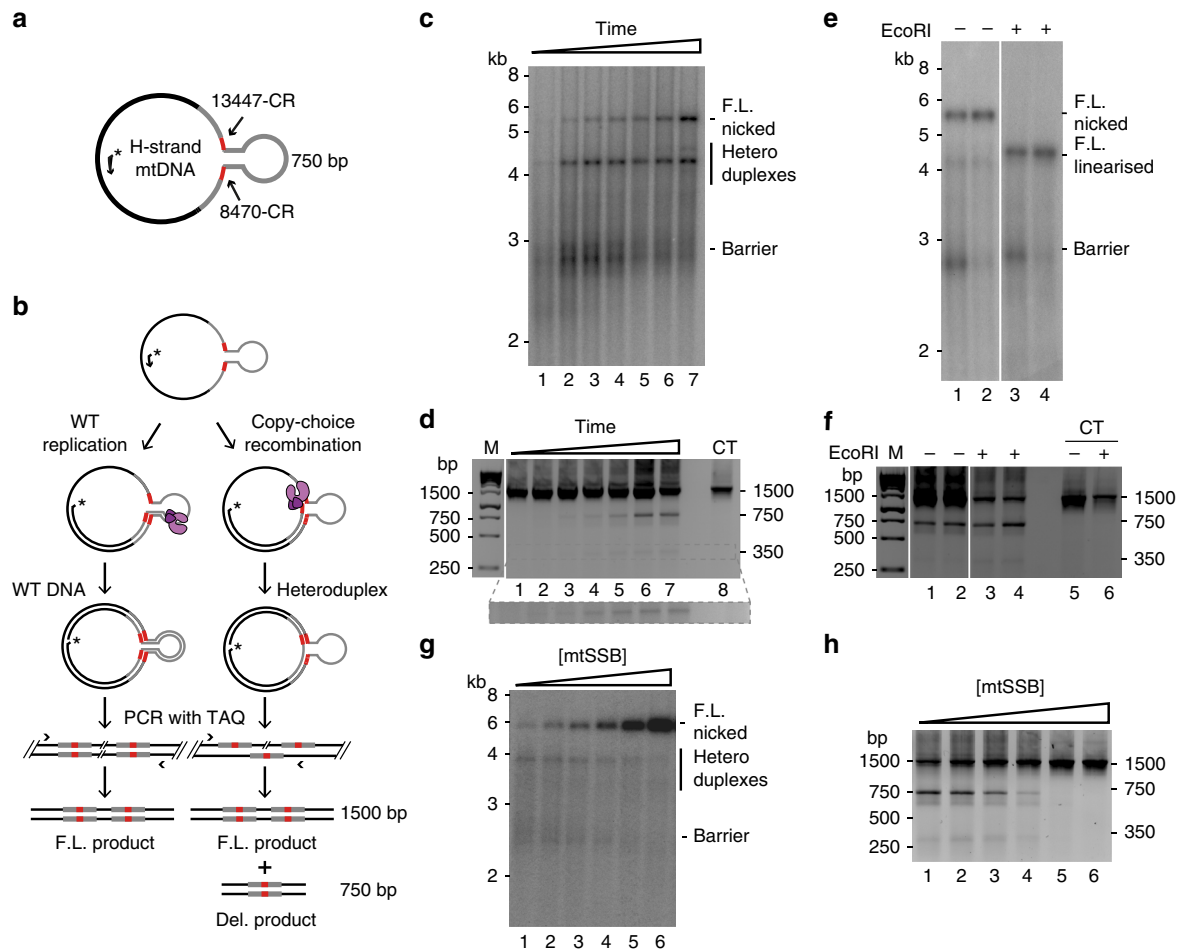 a
13447-CR
H-strand
mtDNA
*
750 bp
8470-CR
b
*
WT
replication
Copy-choice
recombination
*
*
WT DNA
Heteroduplex
*
*
PCR with TAQ
1500 bp
F.L. product
F.L. product
+
750 bp
Del. product
c
Time
kb
8
6
5
4
3
2
F.L.
nicked
Hetero
duplexes
Barrier
1 2 3 4 5 6 7
d
Time
M
CT
bp
1500
750
500
250
1500
750
350
1 2 3 4 5 6 7 8
e
EcoRI – – + +
kb
8
6
5
4
3
2
F.L.
nicked
F.L.
linearised
Barrier
1 2 3 4
f
CT
EcoRI M – – + + – +
bp
1500
750
500
250
1500
750
350
1 2 3 4 5 6
g
[mtSSB]
kb
8
6
4
3
2
F.L.
nicked
Hetero
duplexes
Barrier
1 2 3 4 5 6
h
[mtSSB]
bp
1500
750
500
250
1500
750
350
1 2 3 4 5 6